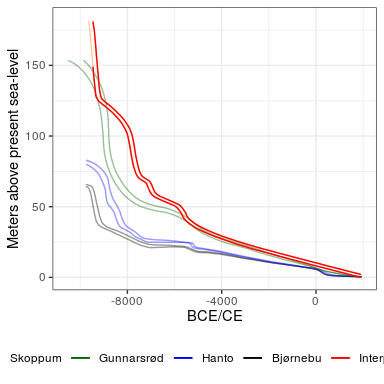 150
100
50
0
Meters above present sea-level
-8000 -4000 0
BCE/CE
Skoppum Gunnarsrød Hanto Bjørnebu Inter